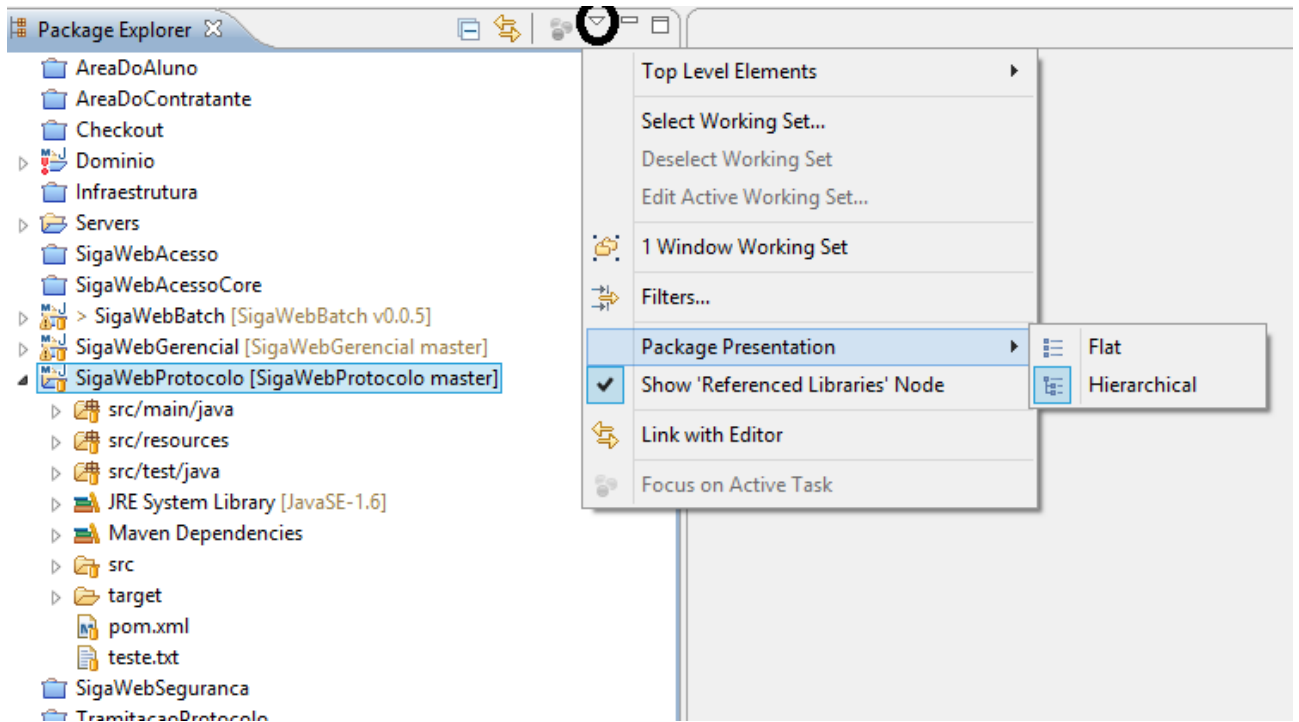 Package Explorer
AreaDoAluno
AreaDoContratante
Checkout
Dominio
Infraestrutura
Servers
SigaWebAcesso
SigaWebAcessoCore
> SigaWebBatch [SigaWebBatch v0.0.5]
SigaWebGerencial [SigaWebGerencial master]
SigaWebProtocolo [SigaWebProtocolo master]
src/main/java
src/resources
src/test/java
JRE System Library [JavaSE-1.6]
Maven Dependencies
src
target
pom.xml
teste.txt
SigaWebSeguranca
TramitacaoProtocolo
Top Level Elements
Select Working Set...
Deselect Working Set
Edit Active Working Set...
1 Window Working Set
Filters...
Package Presentation
Show 'Referenced Libraries' Node
Link with Editor
Focus on Active Task
Flat
Hierarchical